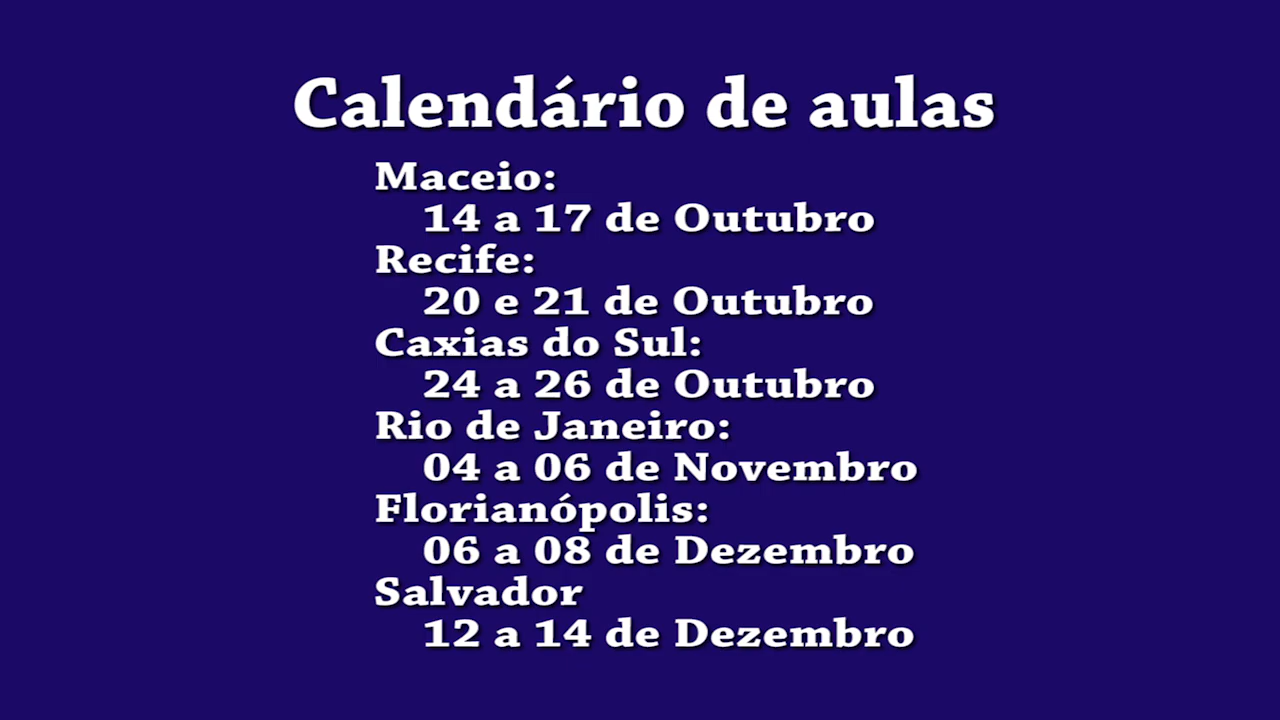 Calendário de aulas
Maceio:
14 a 17 de Outubro
Recife:
20 e 21 de Outubro
Caxias do Sul:
24 a 26 de Outubro
Rio de Janeiro:
04 a 06 de Novembro
Florianópolis:
06 a 08 de Dezembro
Salvador
12 a 14 de Dezembro